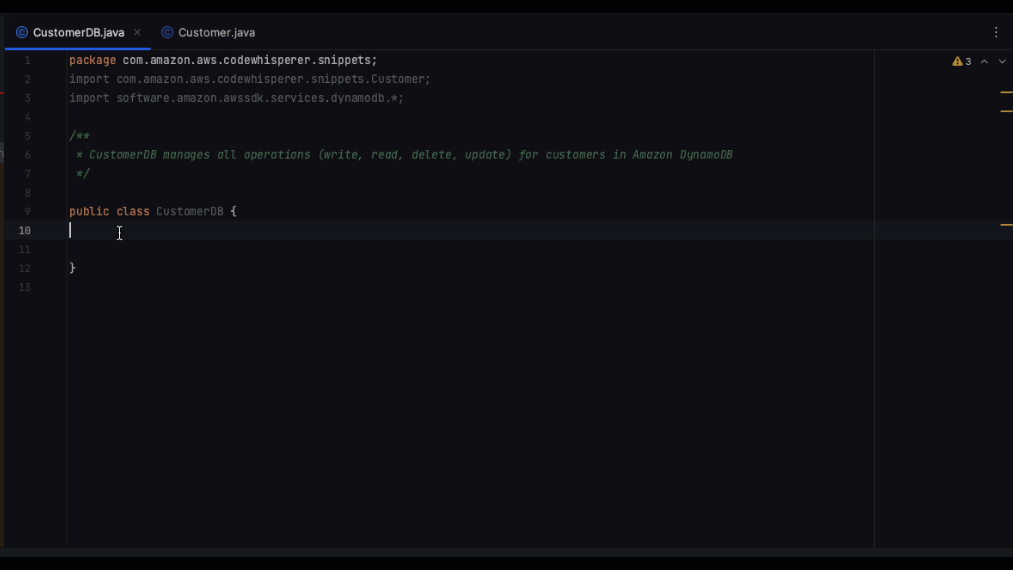 CustomerDB.java
Customer.java
1 package com.amazon.aws.codewhisperer.snippets;
3
2 import com.amazon.aws.codewhisperer.snippets.Customer;
3 import software.amazon.awssdk.services.dynamodb.*;
4
5 /**
6 * CustomerDB manages all operations (write, read, delete, update) for customers in Amazon DynamoDB
7 */
8
9 public class CustomerDB {
10
11
12 }
13